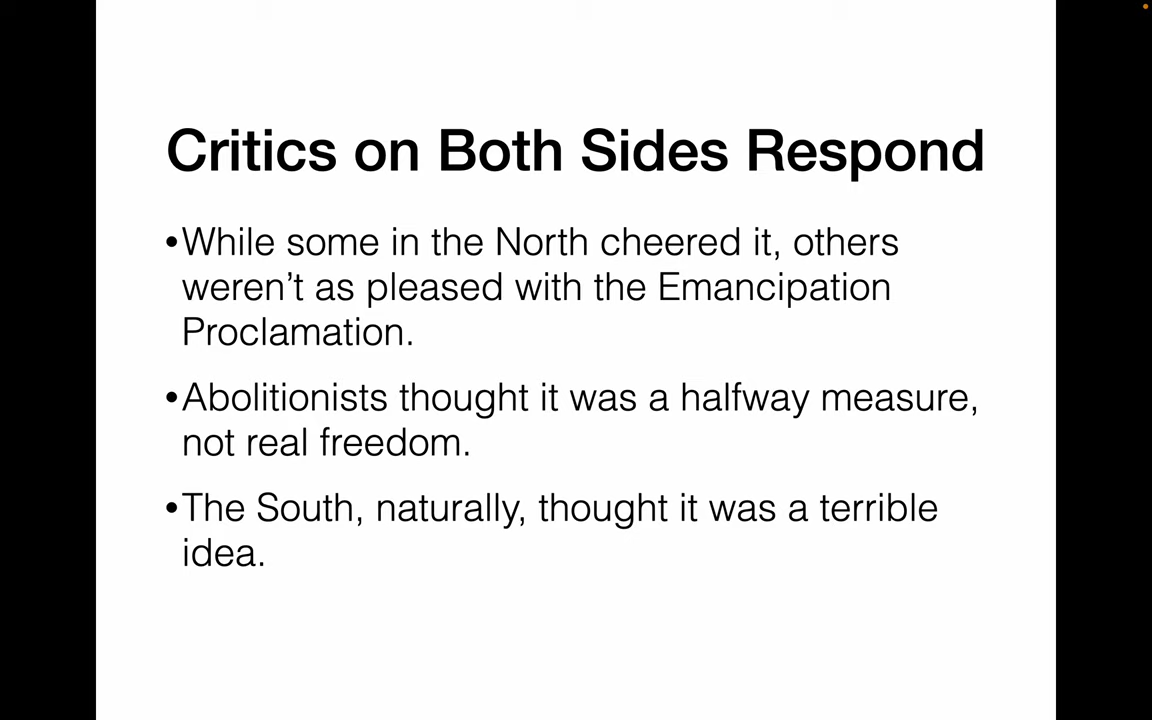 Critics on Both Sides Respond
•While some in the North cheered it, others
weren’t as pleased with the Emancipation
Proclamation.
•Abolitionists thought it was a halfway measure,
not real freedom.
•The South, naturally, thought it was a terrible
idea.